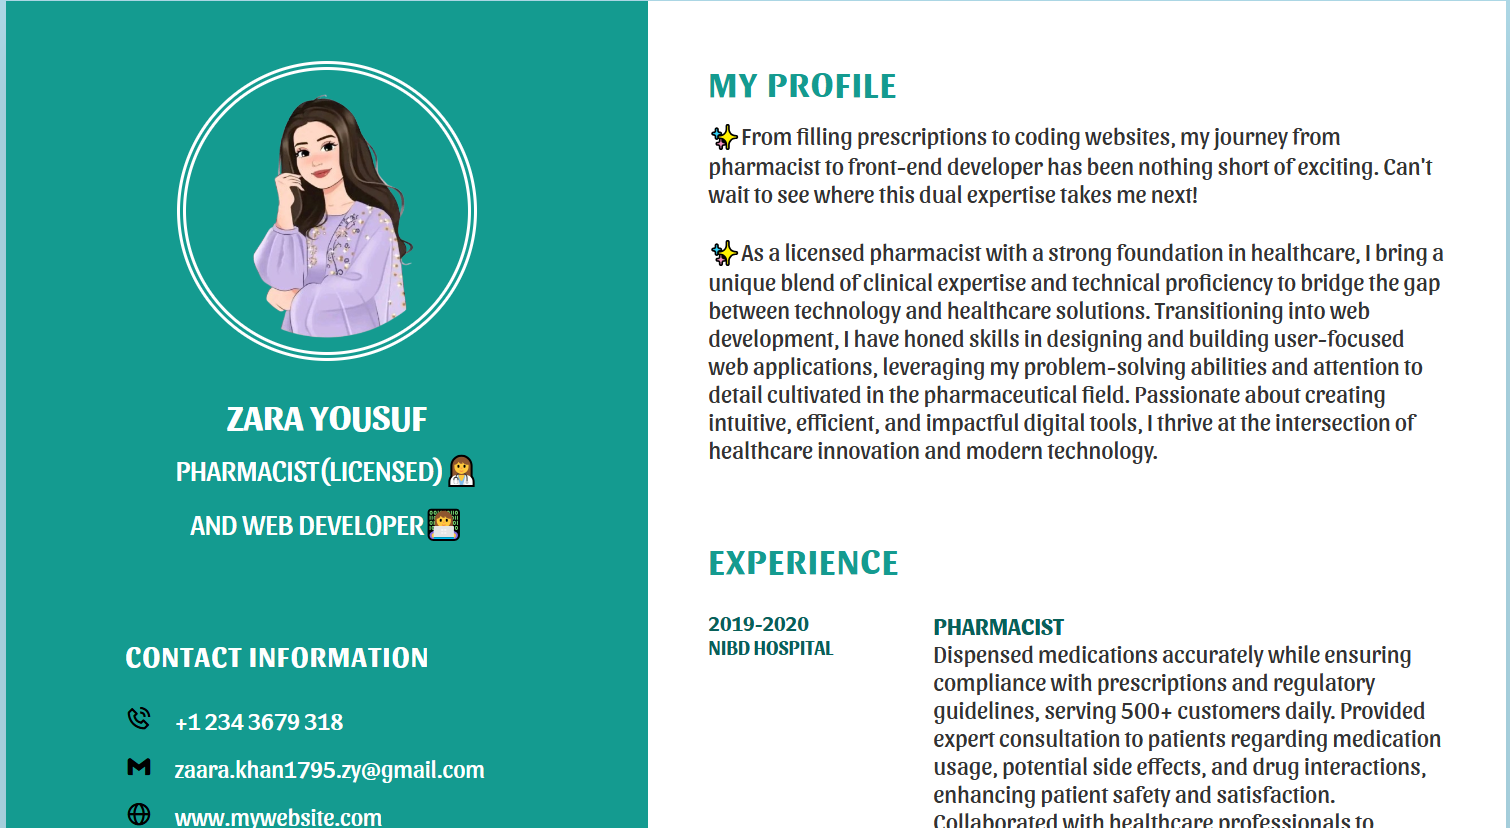 ZARA YOUSUF
PHARMACIST(LICENSED)
AND WEB DEVELOPER
CONTACT INFORMATION
+1 234 3679 318
zaara.khan1795.zy@gmail.com
www.mywebsite.com
MY PROFILE
✨From filling prescriptions to coding websites, my journey from
pharmacist to front-end developer has been nothing short of exciting. Can't
wait to see where this dual expertise takes me next!
✨As a licensed pharmacist with a strong foundation in healthcare, I bring a
unique blend of clinical expertise and technical proficiency to bridge the gap
between technology and healthcare solutions. Transitioning into web
development, I have honed skills in designing and building user-focused
web applications, leveraging my problem-solving abilities and attention to
detail cultivated in the pharmaceutical field. Passionate about creating
intuitive, efficient, and impactful digital tools, I thrive at the intersection of
healthcare innovation and modern technology.
EXPERIENCE
2019-2020
NIBD HOSPITAL
PHARMACIST
Dispensed medications accurately while ensuring
compliance with prescriptions and regulatory
guidelines, serving 500+ customers daily. Provided
expert consultation to patients regarding medication
usage, potential side effects, and drug interactions,
enhancing patient safety and satisfaction.
Collaborated with healthcare professionals to